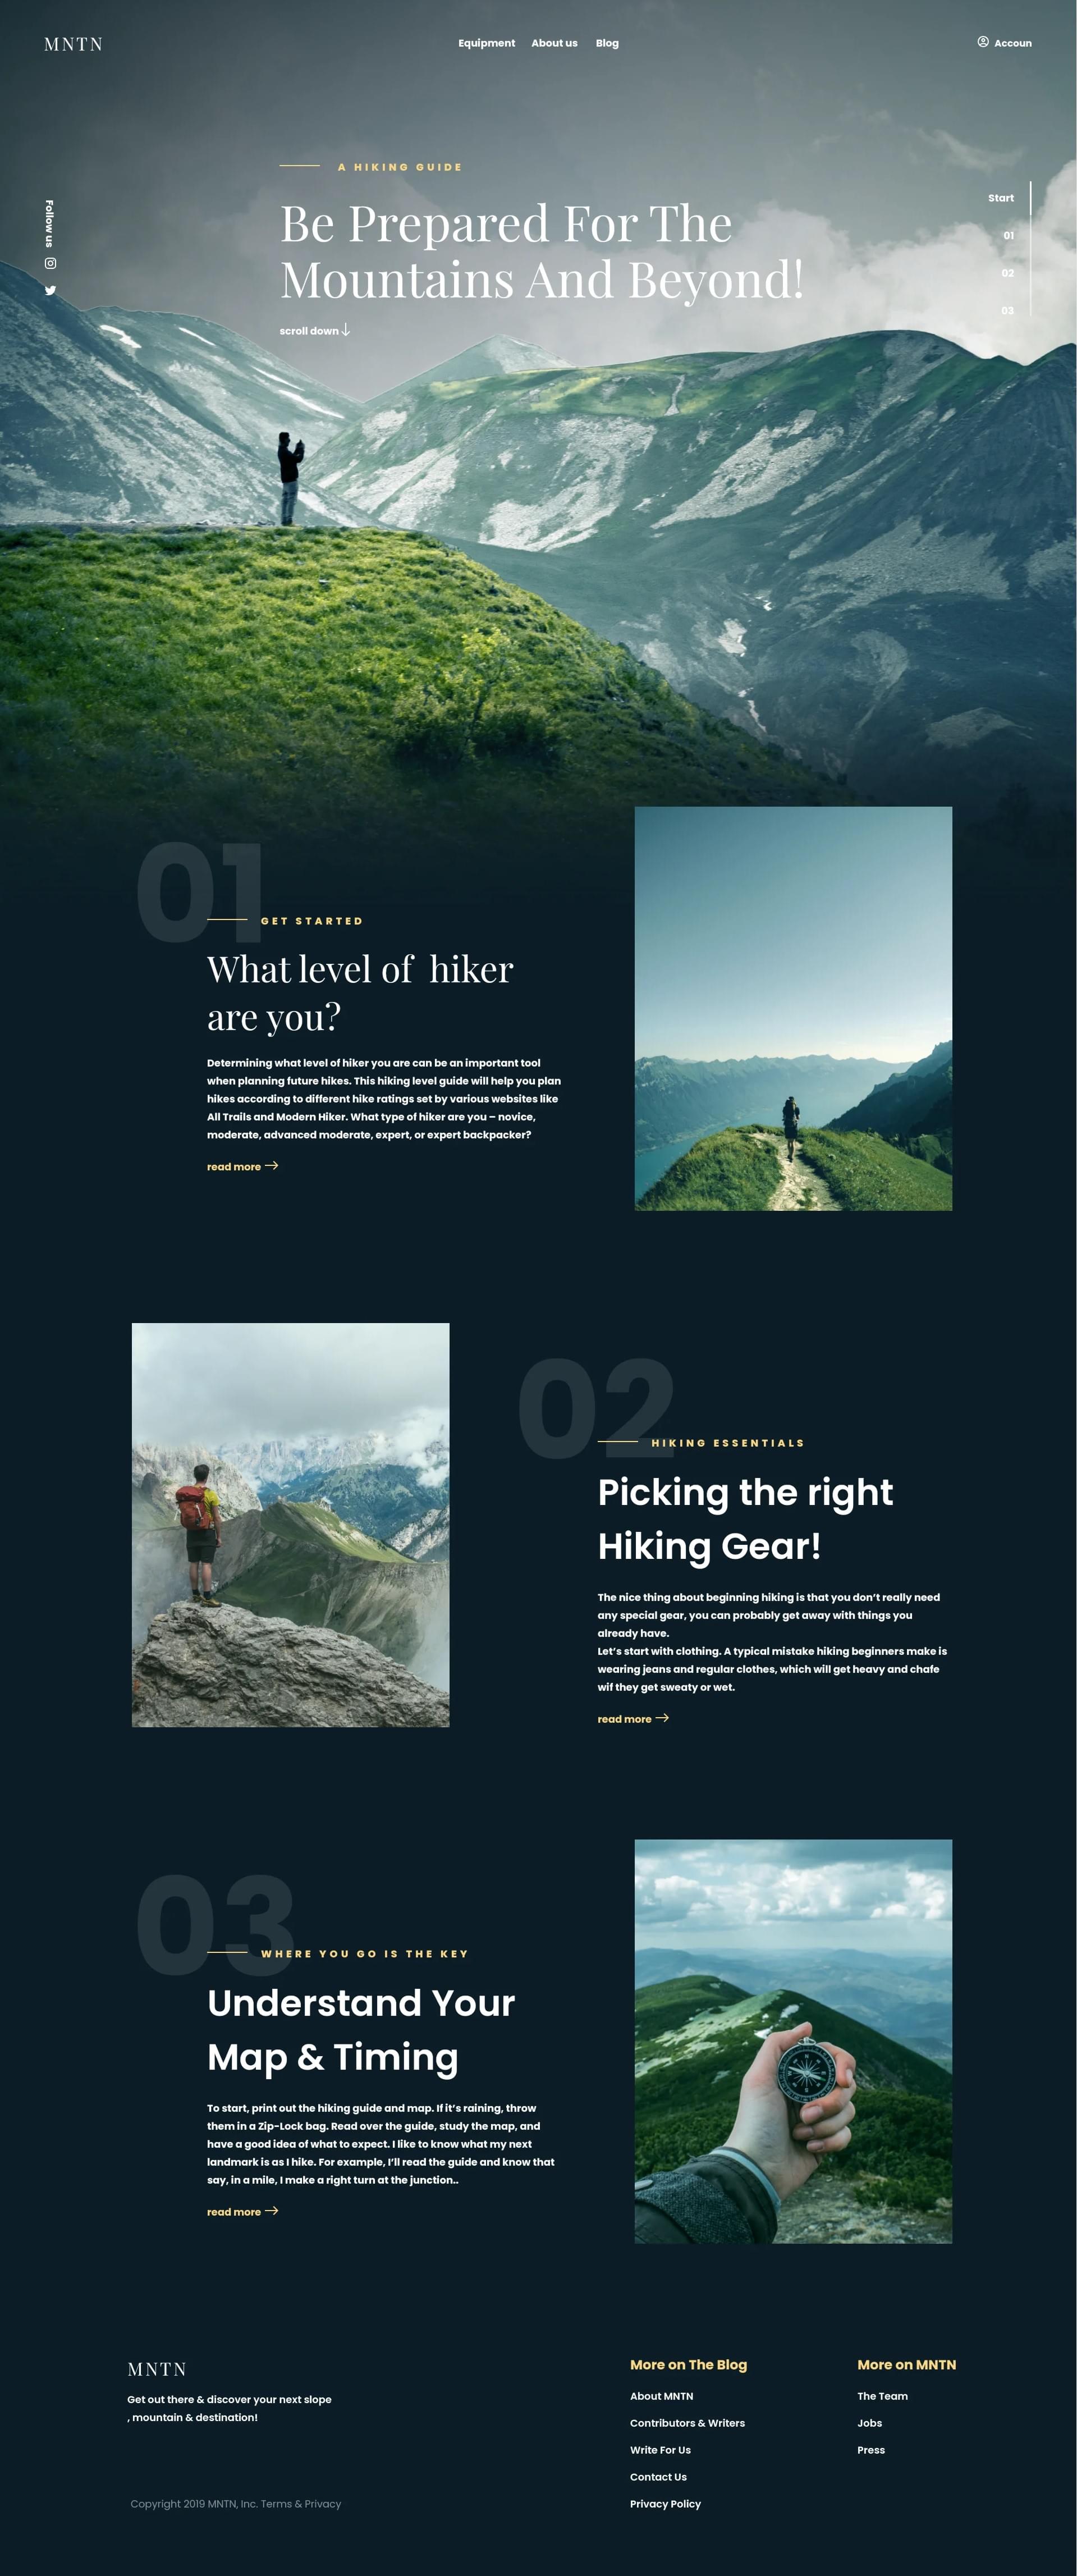 MNTN
Equipment About us Blog
Accoun
A HIKING GUIDE
Be Prepared For The
Mountains And Beyond!
scroll down
Follow us
Start
01
02
03
01
GET STARTED
What level of hiker
are you?
Determining what level of hiker you are can be an important tool
when planning future hikes. This hiking level guide will help you plan
hikes according to different hike ratings set by various websites like
All Trails and Modern Hiker. What type of hiker are you – novice,
moderate, advanced moderate, expert, or expert backpacker?
read more
02
HIKING ESSENTIALS
Picking the right
Hiking Gear!
The nice thing about beginning hiking is that you don’t really need
any special gear, you can probably get away with things you
already have.
Let’s start with clothing. A typical mistake hiking beginners make is
wearing jeans and regular clothes, which will get heavy and chafe
wif they get sweaty or wet.
read more
03
WHERE YOU GO IS THE KEY
Understand Your
Map & Timing
To start, print out the hiking guide and map. If it’s raining, throw
them in a Zip-Lock bag. Read over the guide, study the map, and
have a good idea of what to expect. I like to know what my next
landmark is as I hike. For example, I’ll read the guide and know that
say, in a mile, I make a right turn at the junction..
read more
MNTN
Get out there & discover your next slope
, mountain & destination!
Copyright 2019 MNTN, Inc. Terms & Privacy
More on The Blog
About MNTN
Contributors & Writers
Write For Us
Contact Us
Privacy Policy
More on MNTN
The Team
Jobs
Press